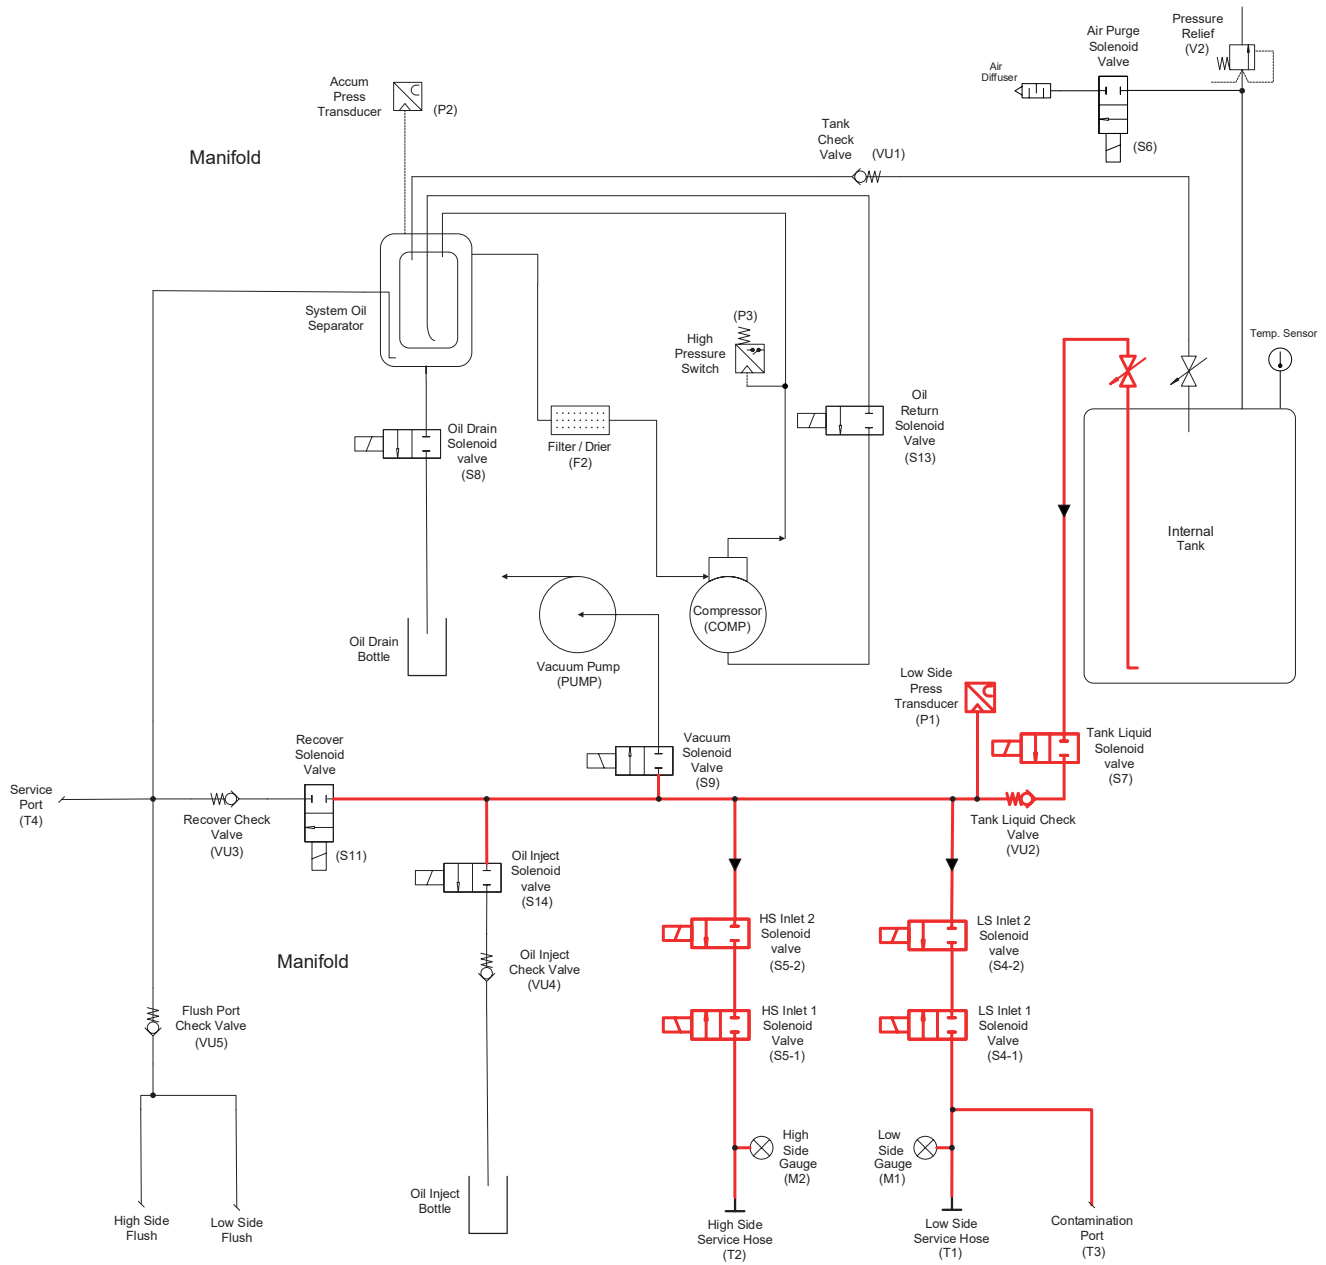 Pressure
Relief
(V2)
Air Purge
Solenoid
Valve
Air
Diffuser
(S6)
Accum
Press
Transducer
(P2)
Tank
Check
Valve
(VU1)
Manifold
System Oil
Separator
(P3)
High
Pressure
Switch
Temp. Sensor
Oil
Return
Solenoid
Valve
(S13)
Oil Drain
Solenoid
valve
(S8)
Filter / Drier
(F2)
Internal
Tank
Compressor
(COMP)
Oil Drain
Bottle
Vacuum Pump
(PUMP)
Low Side
Press
Transducer
(P1)
Recover
Solenoid
Valve
Vacuum
Solenoid
Valve
(S9)
Tank Liquid
Solenoid
valve
(S7)
Service
Port
(T4)
Recover Check
Valve
(VU3)
(S11)
Tank Liquid Check
Valve
(VU2)
Oil Inject
Solenoid
valve
(S14)
HS Inlet 2
Solenoid
valve
(S5-2)
LS Inlet 2
Solenoid
valve
(S4-2)
Manifold
Oil Inject
Check Valve
(VU4)
Flush Port
Check Valve
(VU5)
HS Inlet 1
Solenoid
Valve
(S5-1)
LS Inlet 1
Solenoid
Valve
(S4-1)
High
Side
Gauge
(M2)
Low
Side
Gauge
(M1)
Oil Inject
Bottle
High Side
Flush
Low Side
Flush
High Side
Service Hose
(T2)
Low Side
Service Hose
(T1)
Contamination
Port
(T3)